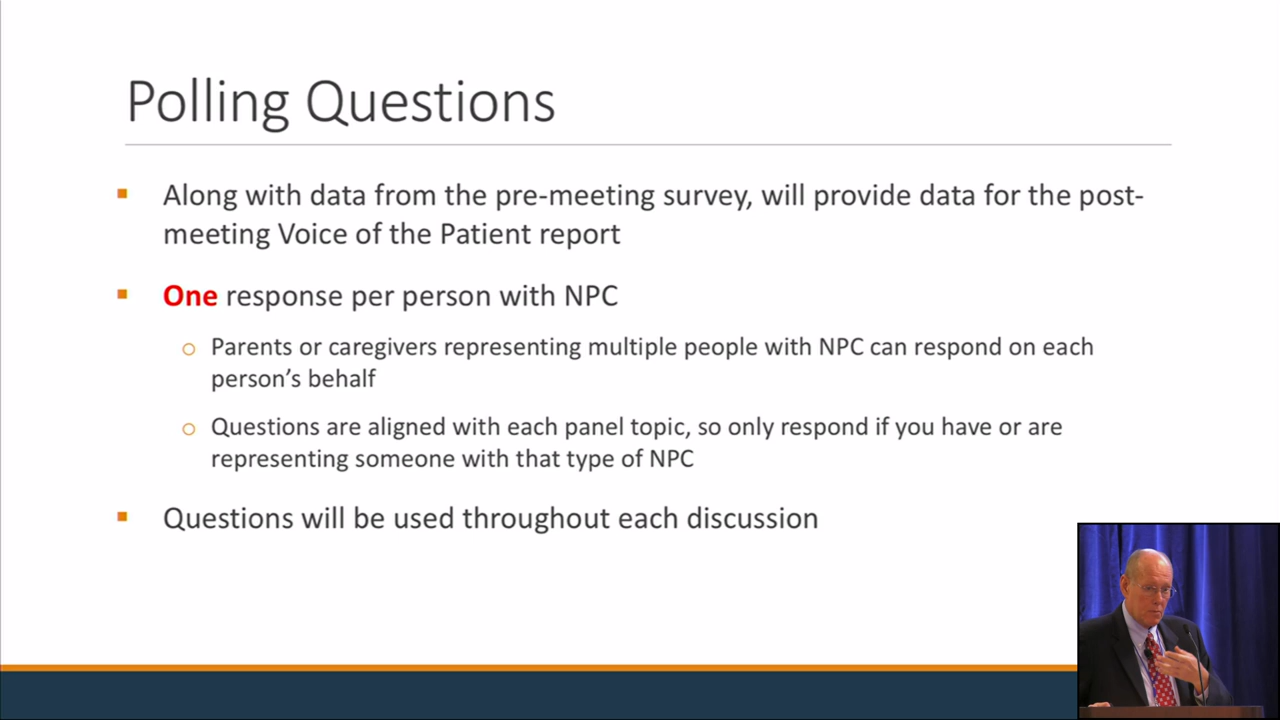 Polling Questions
Along with data from the pre-meeting survey, will provide data for the post-
meeting Voice of the Patient report
One response per person with NPC
Parents or caregivers representing multiple people with NPC can respond on each
person's behalf
Questions are aligned with each panel topic, so only respond if you have or are
representing someone with that type of NPC
Questions will be used throughout each discussion